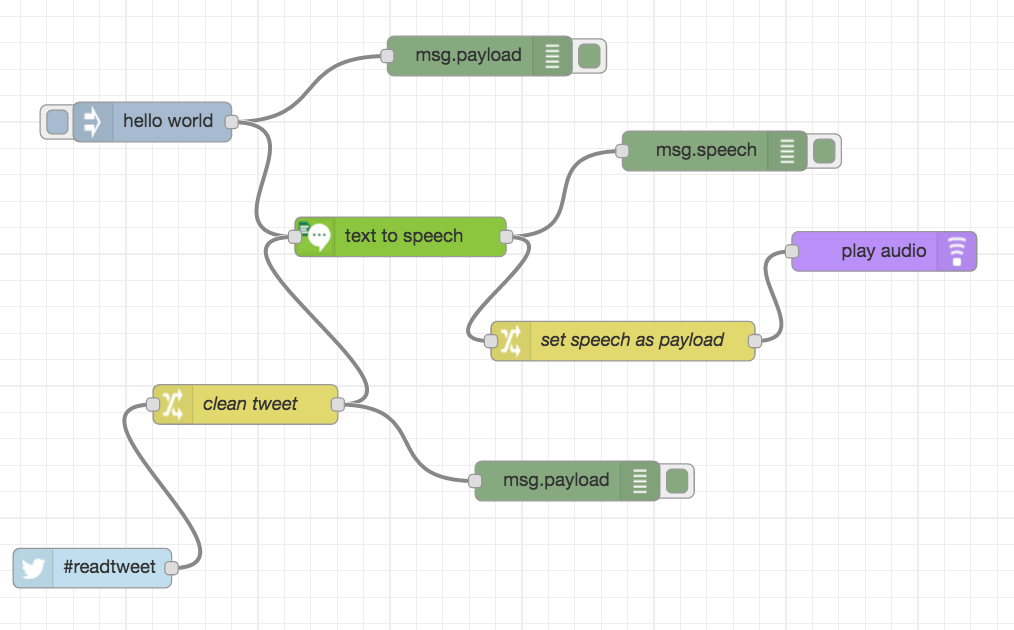 msg.payload
hello world
msg.speech
text to speech
play audio
set speech as payload
clean tweet
msg.payload
#readtweet